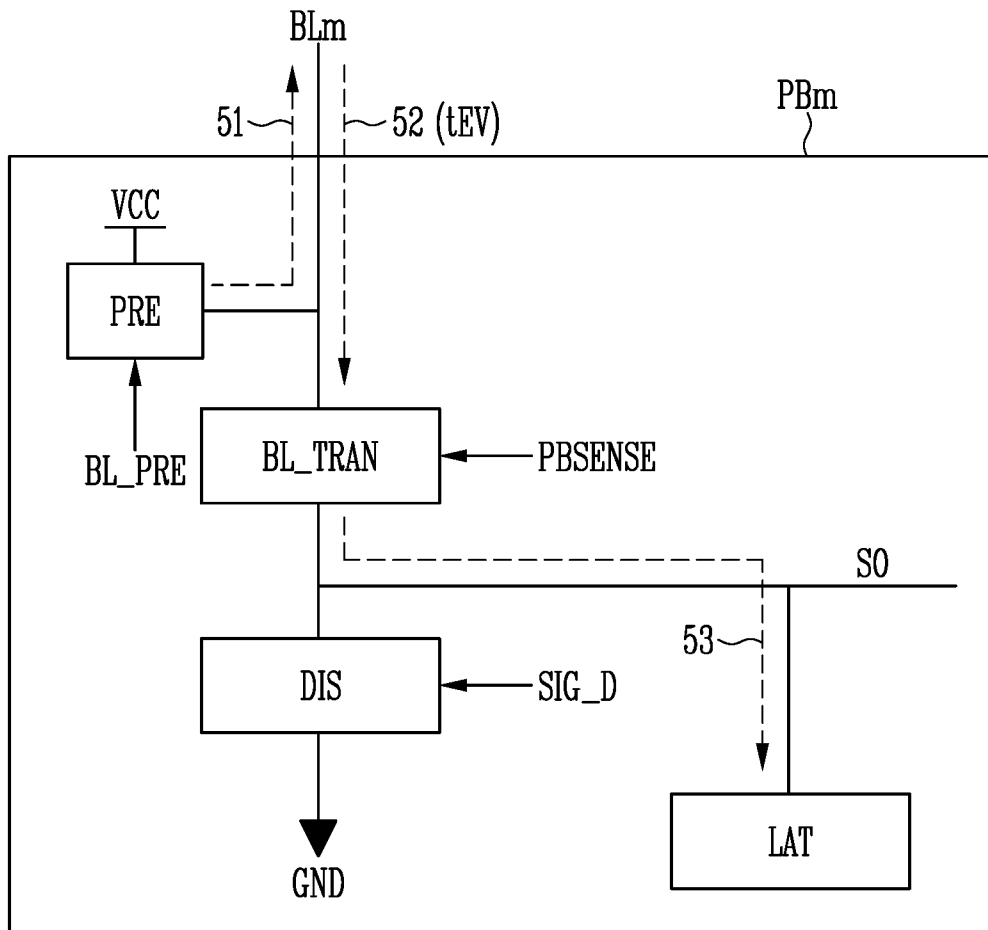 BLm
51
52 (tEV)
PBm
VCC
PRE
BL_PRE
BL_TRAN
PBSENSE
SO
53
DIS
SIG_D
LAT
GND